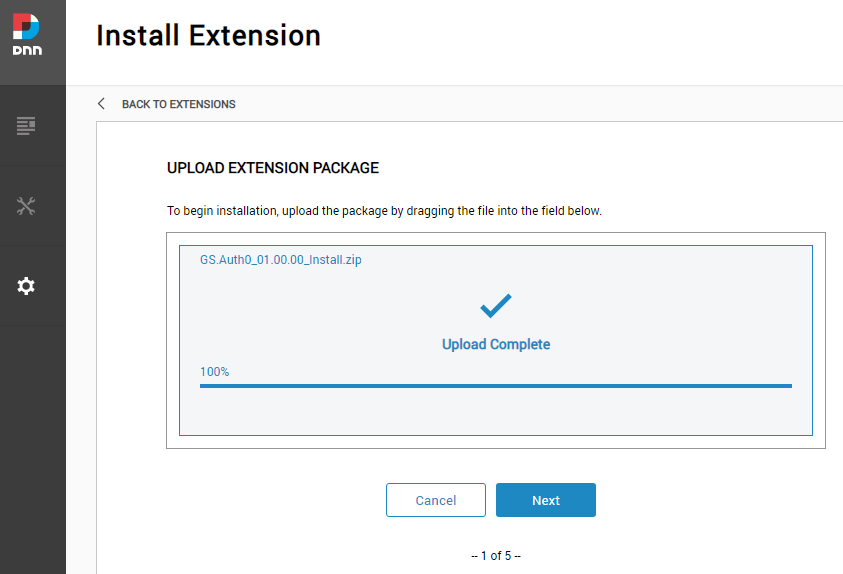 Dnn
Install Extension
BACK TO EXTENSIONS
UPLOAD EXTENSION PACKAGE
To begin installation, upload the package by dragging the file into the field below.
GS.Auth0_01.00.00_Install.zip
Upload Complete
100%
Cancel Next
-- 1 of 5 --